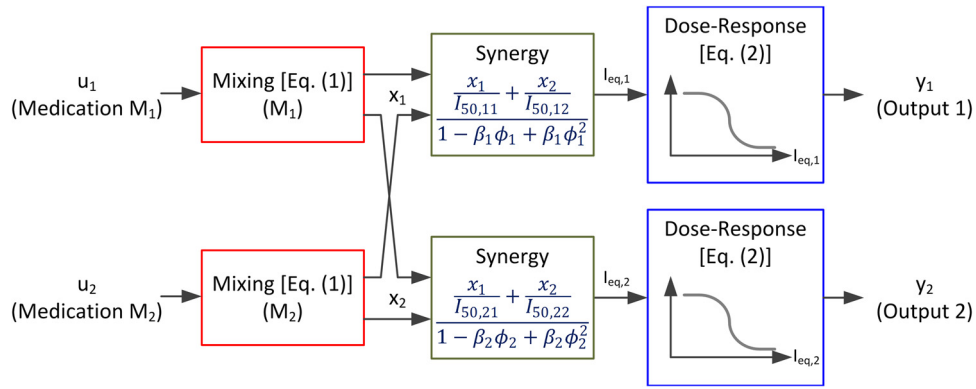 u₁
(Medication M₁)
Mixing [Eq. (1)]
(M₁)
x₁
Synergy
x₁/I₅₀,₁₁ + x₂/I₅₀,₁₂
1 − β₁ϕ₁ + β₁ϕ₁²
I_eq,1
Dose-Response
[Eq. (2)]
I_eq,1
y₁
(Output 1)
u₂
(Medication M₂)
Mixing [Eq. (1)]
(M₂)
x₂
Synergy
x₁/I₅₀,₂₁ + x₂/I₅₀,₂₂
1 − β₂ϕ₂ + β₂ϕ₂²
I_eq,2
Dose-Response
[Eq. (2)]
I_eq,2
y₂
(Output 2)